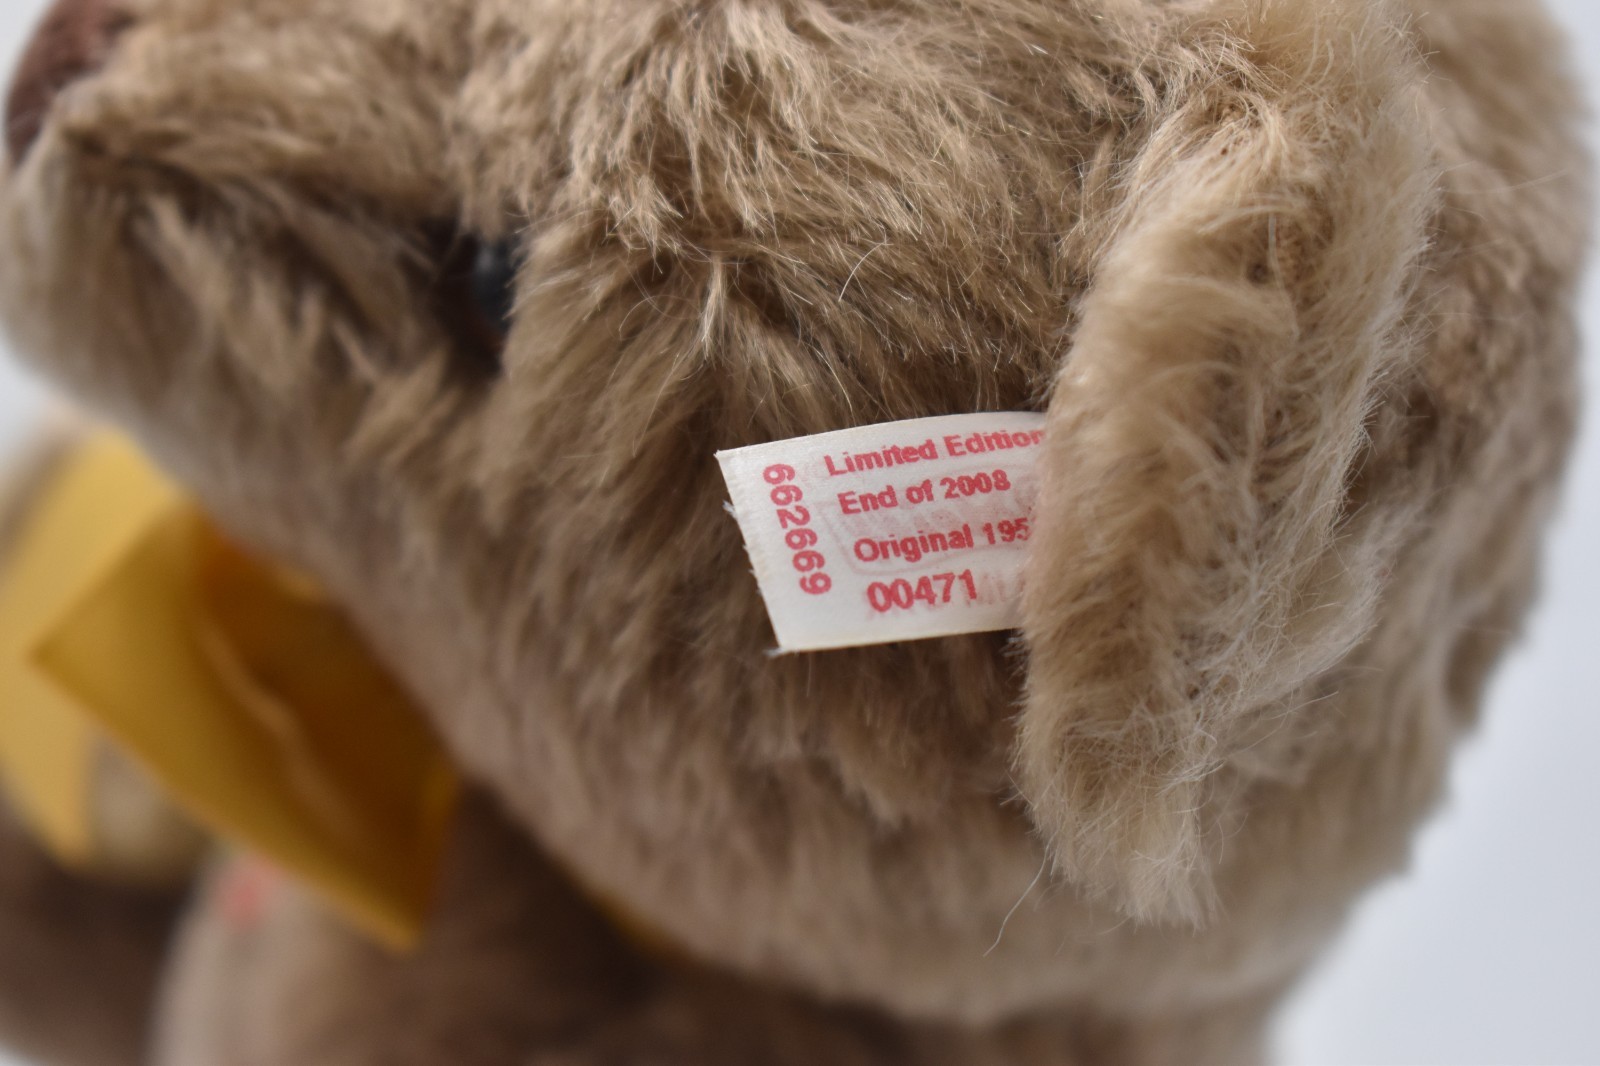 Limited Edition
End of 2008
Original 195
00471
662669